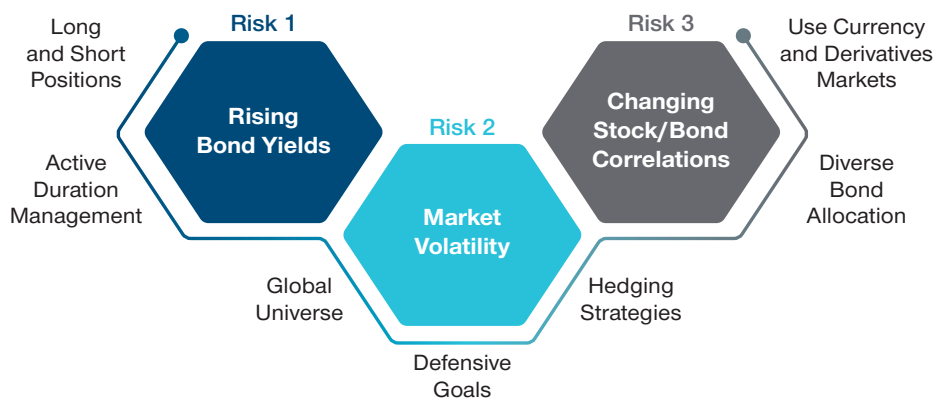 Risk 1
Long
and Short
Positions
Rising
Bond Yields
Active
Duration
Management
Risk 2
Market
Volatility
Global
Universe
Defensive
Goals
Hedging
Strategies
Risk 3
Changing
Stock/Bond
Correlations
Use Currency
and Derivatives
Markets
Diverse
Bond
Allocation